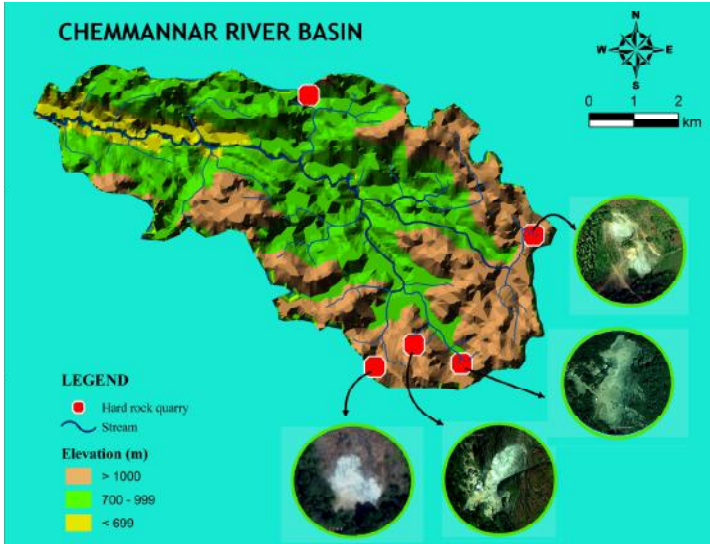 CHEMMANNAR RIVER BASIN
N
W E
S
0 1 2
km
LEGEND
Hard rock quarry
Stream
Elevation (m)
> 1000
700 - 999
< 699